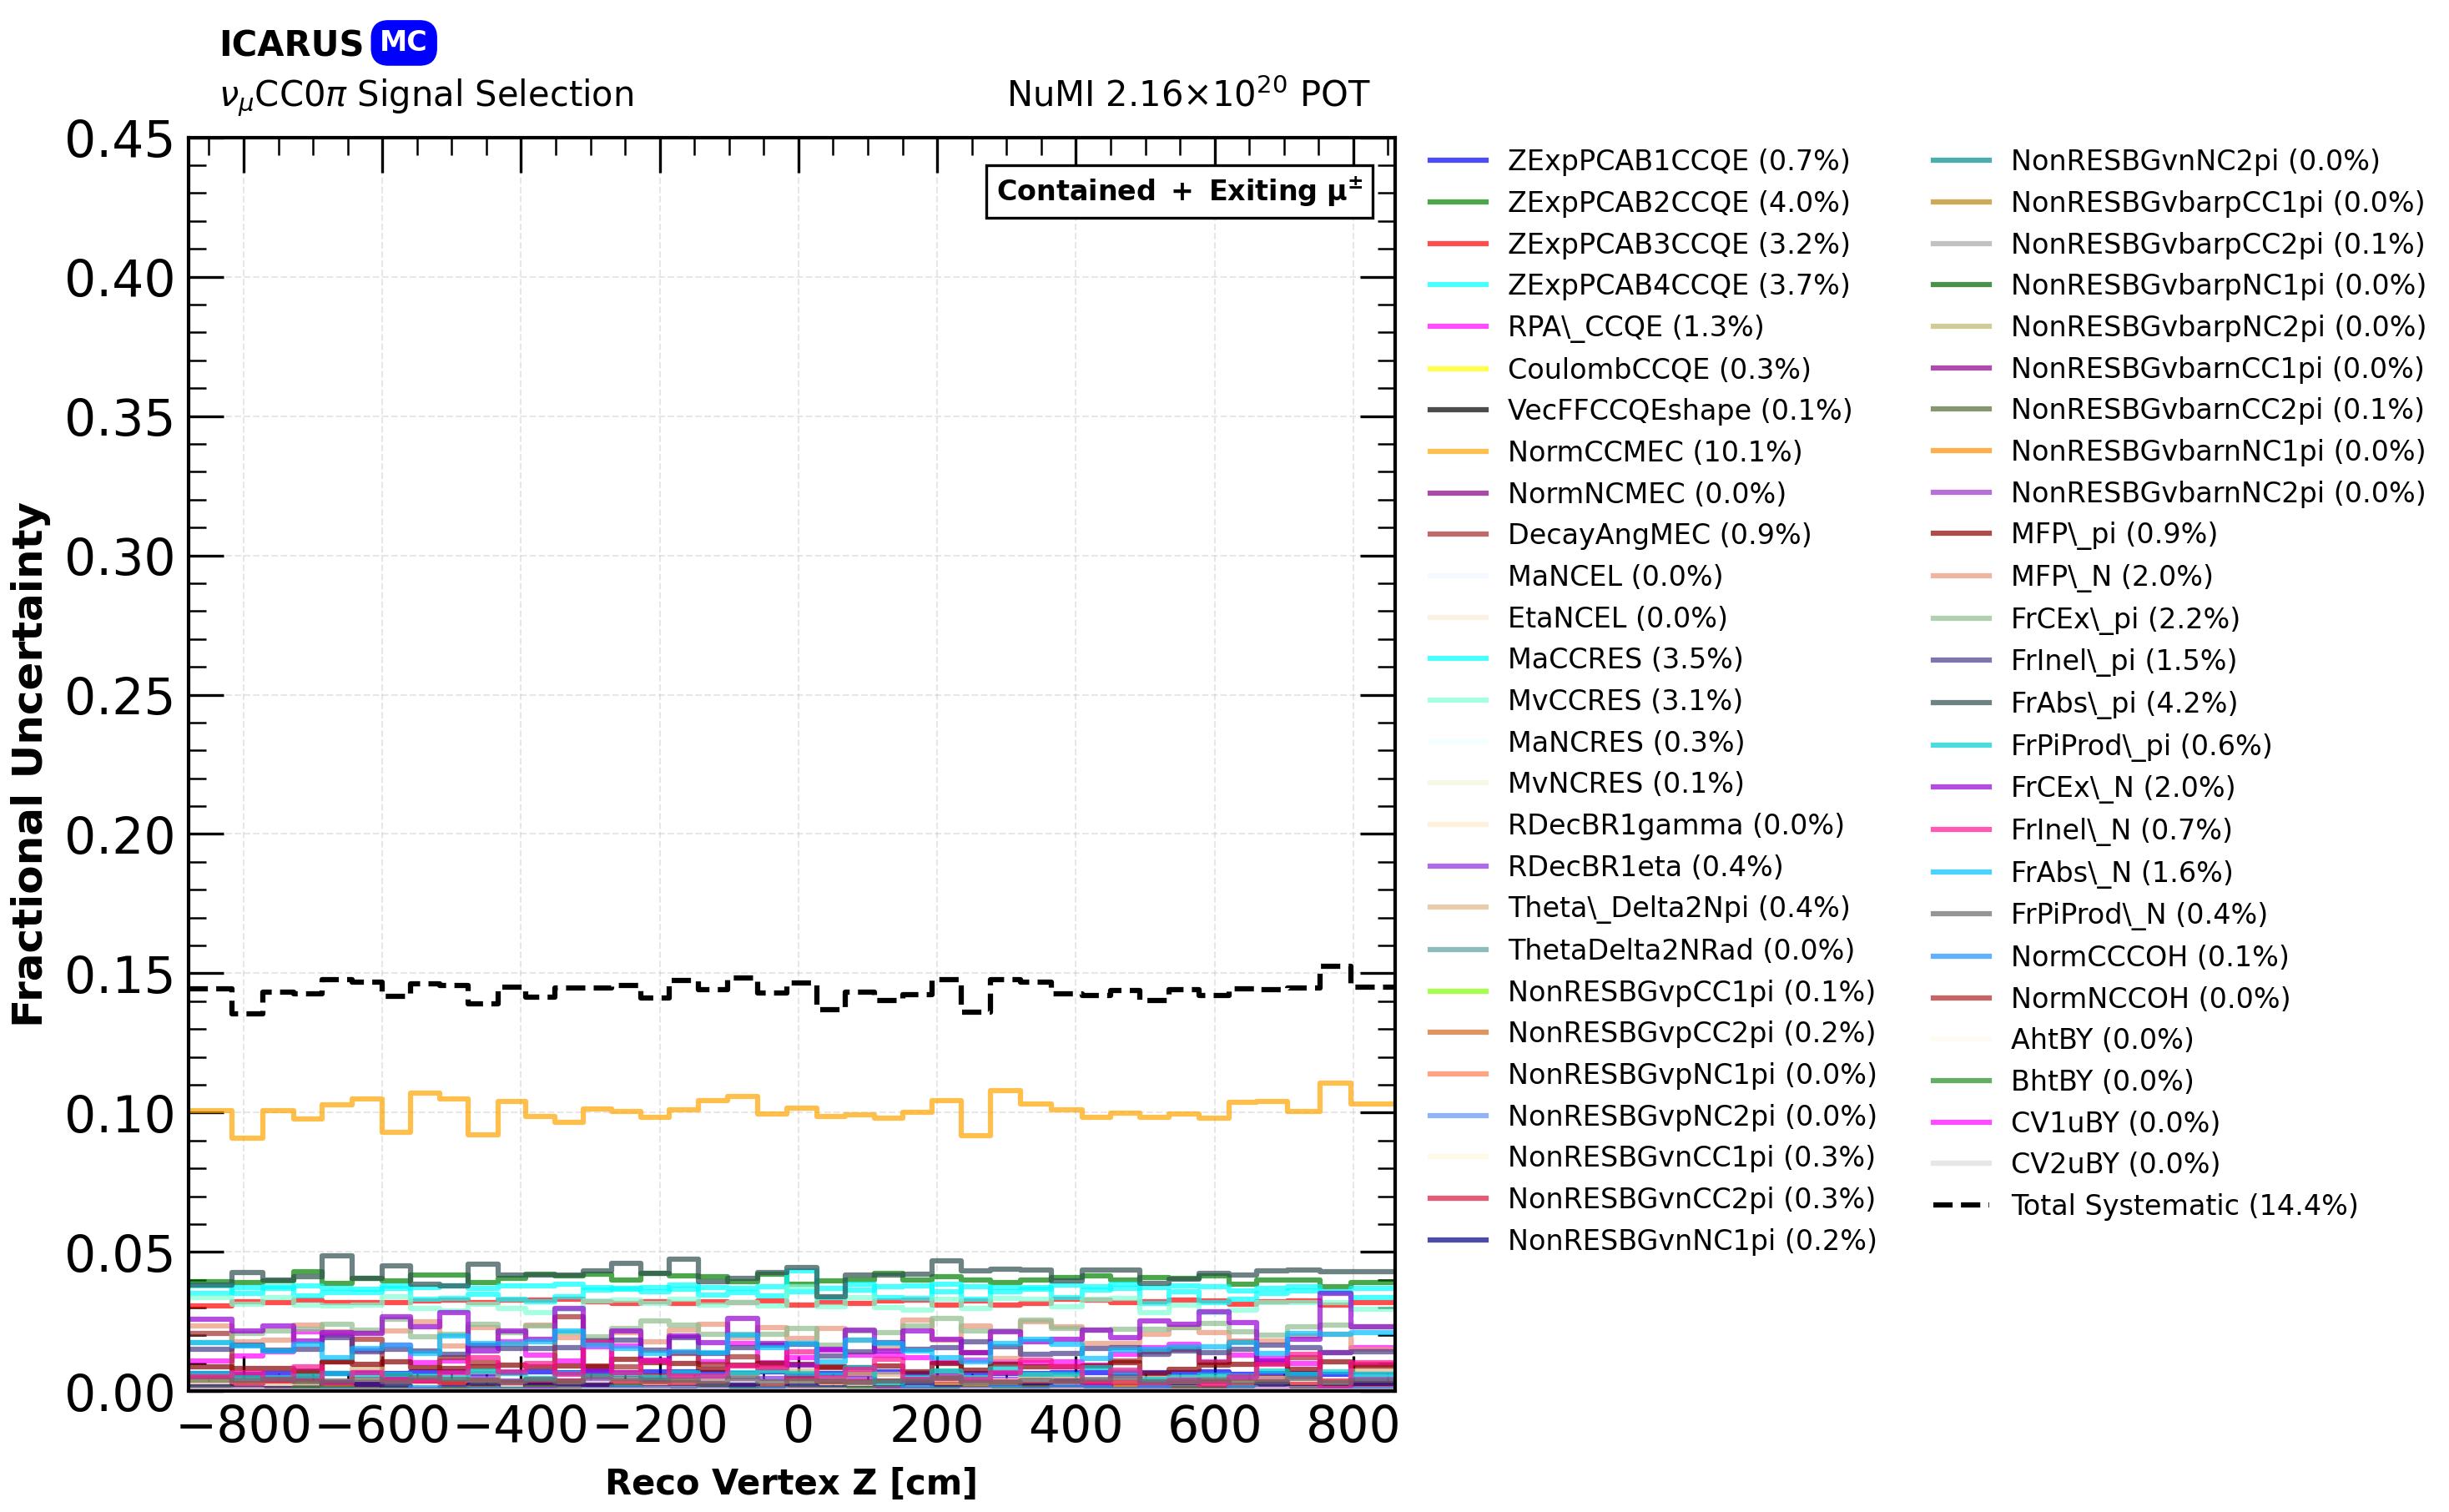 ICARUS MC
νμCC0π Signal Selection
NuMI 2.16×10²⁰ POT
Contained + Exiting μ±
Fractional Uncertainty
0.45
0.40
0.35
0.30
0.25
0.20
0.15
0.10
0.05
0.00
−800
−600
−400
−200
0
200
400
600
800
Reco Vertex Z [cm]
ZExpPCAB1CCQE (0.7%)
ZExpPCAB2CCQE (4.0%)
ZExpPCAB3CCQE (3.2%)
ZExpPCAB4CCQE (3.7%)
RPA\_CCQE (1.3%)
CoulombCCQE (0.3%)
VecFFCCQEshape (0.1%)
NormCCMEC (10.1%)
NormNCMEC (0.0%)
DecayAngMEC (0.9%)
MaNCEL (0.0%)
EtaNCEL (0.0%)
MaCCRES (3.5%)
MvCCRES (3.1%)
MaNCRES (0.3%)
MvNCRES (0.1%)
RDecBR1gamma (0.0%)
RDecBR1eta (0.4%)
Theta\_Delta2Npi (0.4%)
ThetaDelta2NRad (0.0%)
NonRESBGvpCC1pi (0.1%)
NonRESBGvpCC2pi (0.2%)
NonRESBGvpNC1pi (0.0%)
NonRESBGvpNC2pi (0.0%)
NonRESBGvnCC1pi (0.3%)
NonRESBGvnCC2pi (0.3%)
NonRESBGvnNC1pi (0.2%)
NonRESBGvnNC2pi (0.0%)
NonRESBGvbarpCC1pi (0.0%)
NonRESBGvbarpCC2pi (0.1%)
NonRESBGvbarpNC1pi (0.0%)
NonRESBGvbarpNC2pi (0.0%)
NonRESBGvbarnCC1pi (0.0%)
NonRESBGvbarnCC2pi (0.1%)
NonRESBGvbarnNC1pi (0.0%)
NonRESBGvbarnNC2pi (0.0%)
MFP\_pi (0.9%)
MFP\_N (2.0%)
FrCEx\_pi (2.2%)
FrInel\_pi (1.5%)
FrAbs\_pi (4.2%)
FrPiProd\_pi (0.6%)
FrCEx\_N (2.0%)
FrInel\_N (0.7%)
FrAbs\_N (1.6%)
FrPiProd\_N (0.4%)
NormCCCOH (0.1%)
NormNCCOH (0.0%)
AhtBY (0.0%)
BhtBY (0.0%)
CV1uBY (0.0%)
CV2uBY (0.0%)
Total Systematic (14.4%)